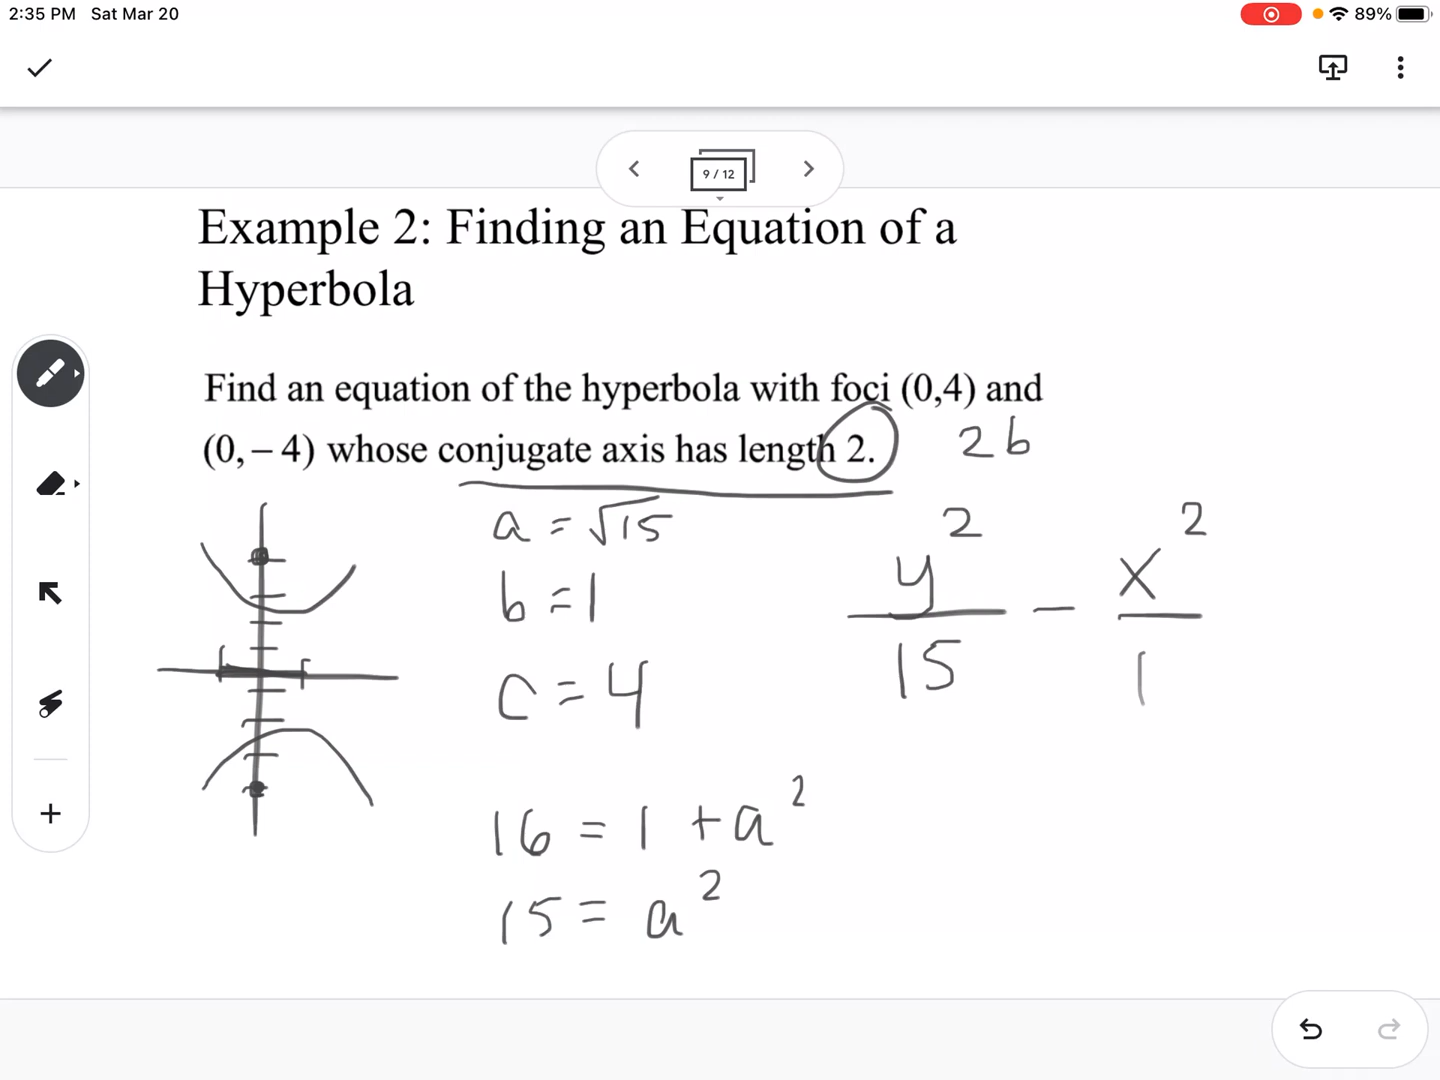 2:35 PM Sat Mar 20
89%
9 / 12
Example 2: Finding an Equation of a
Hyperbola
Find an equation of the hyperbola with foci (0,4) and
(0, – 4) whose conjugate axis has length 2.
2b
a = √15
b = 1
c = 4
y² / 15 − x² / 1
16 = 1 + a²
15 = a²